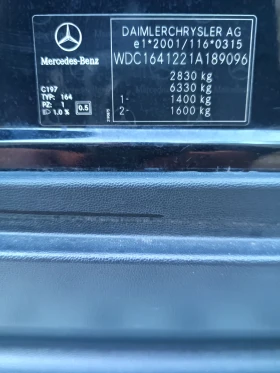 DAIMLERCHRYSLER AG
e1*2001/116*0315
Mercedes-Benz
WDC1641221A189096
2830 kg
6330 kg
1- 1400 kg
2- 1600 kg
C197
TYP: 164
PZ: 1
1.0 %
0.5